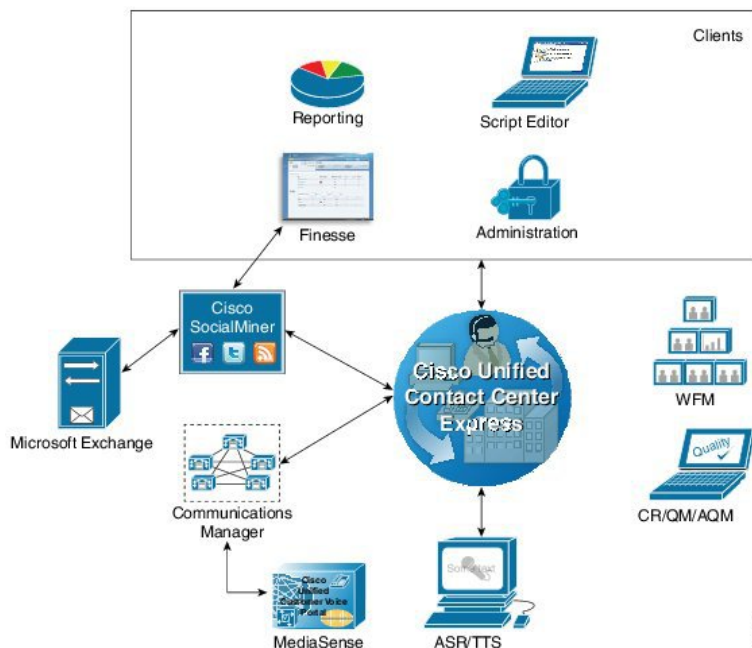 Clients
Reporting
Script Editor
Finesse
Administration
Cisco
SocialMiner
Microsoft Exchange
Cisco Unified
Contact Center
Express
WFM
Quality
CR/QM/AQM
Communications
Manager
Cisco
Unified
Customer Voice
Portal
MediaSense
ASR/TTS